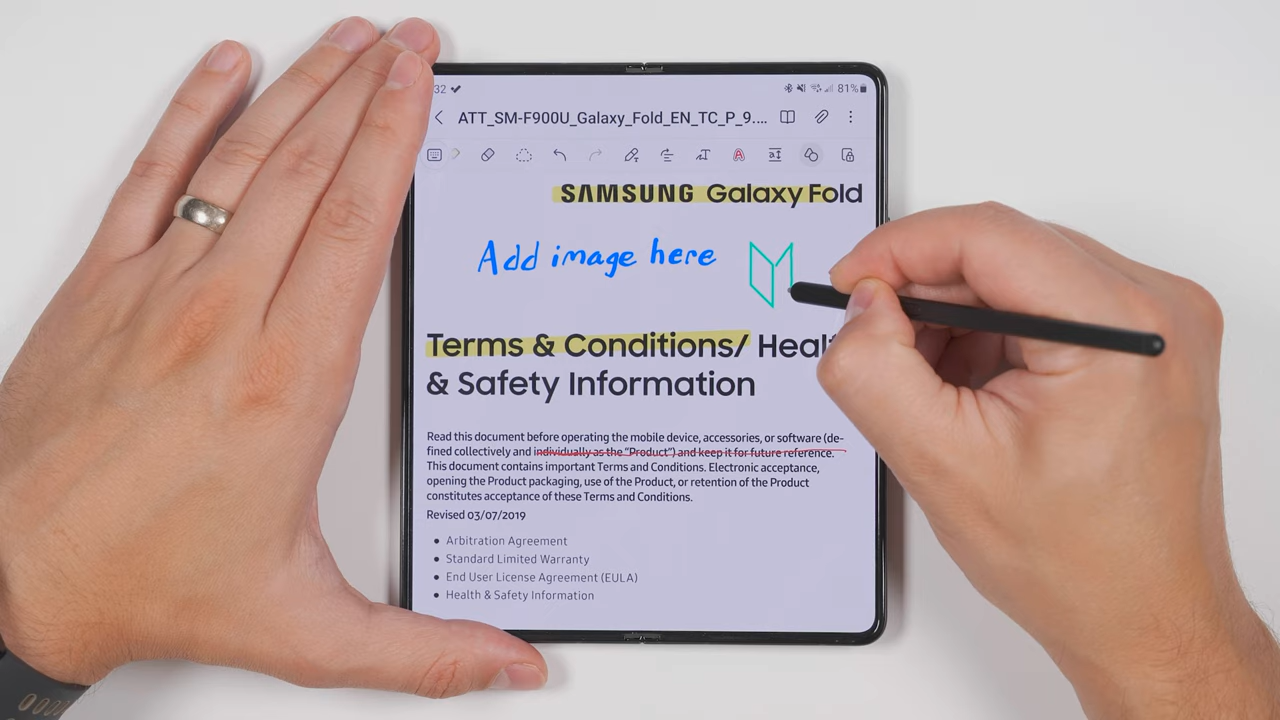 32 81%
ATT_SM-F900U_Galaxy_Fold_EN_TC_P_9....
SAMSUNG Galaxy Fold
Add image here
Terms & Conditions/ Healt
& Safety Information
Read this document before operating the mobile device, accessories, or software (de-
fined collectively and individually as the “Product”) and keep it for future reference.
This document contains important Terms and Conditions. Electronic acceptance,
opening the Product packaging, use of the Product, or retention of the Product
constitutes acceptance of these Terms and Conditions.
Revised 03/07/2019
• Arbitration Agreement
• Standard Limited Warranty
• End User License Agreement (EULA)
• Health & Safety Information